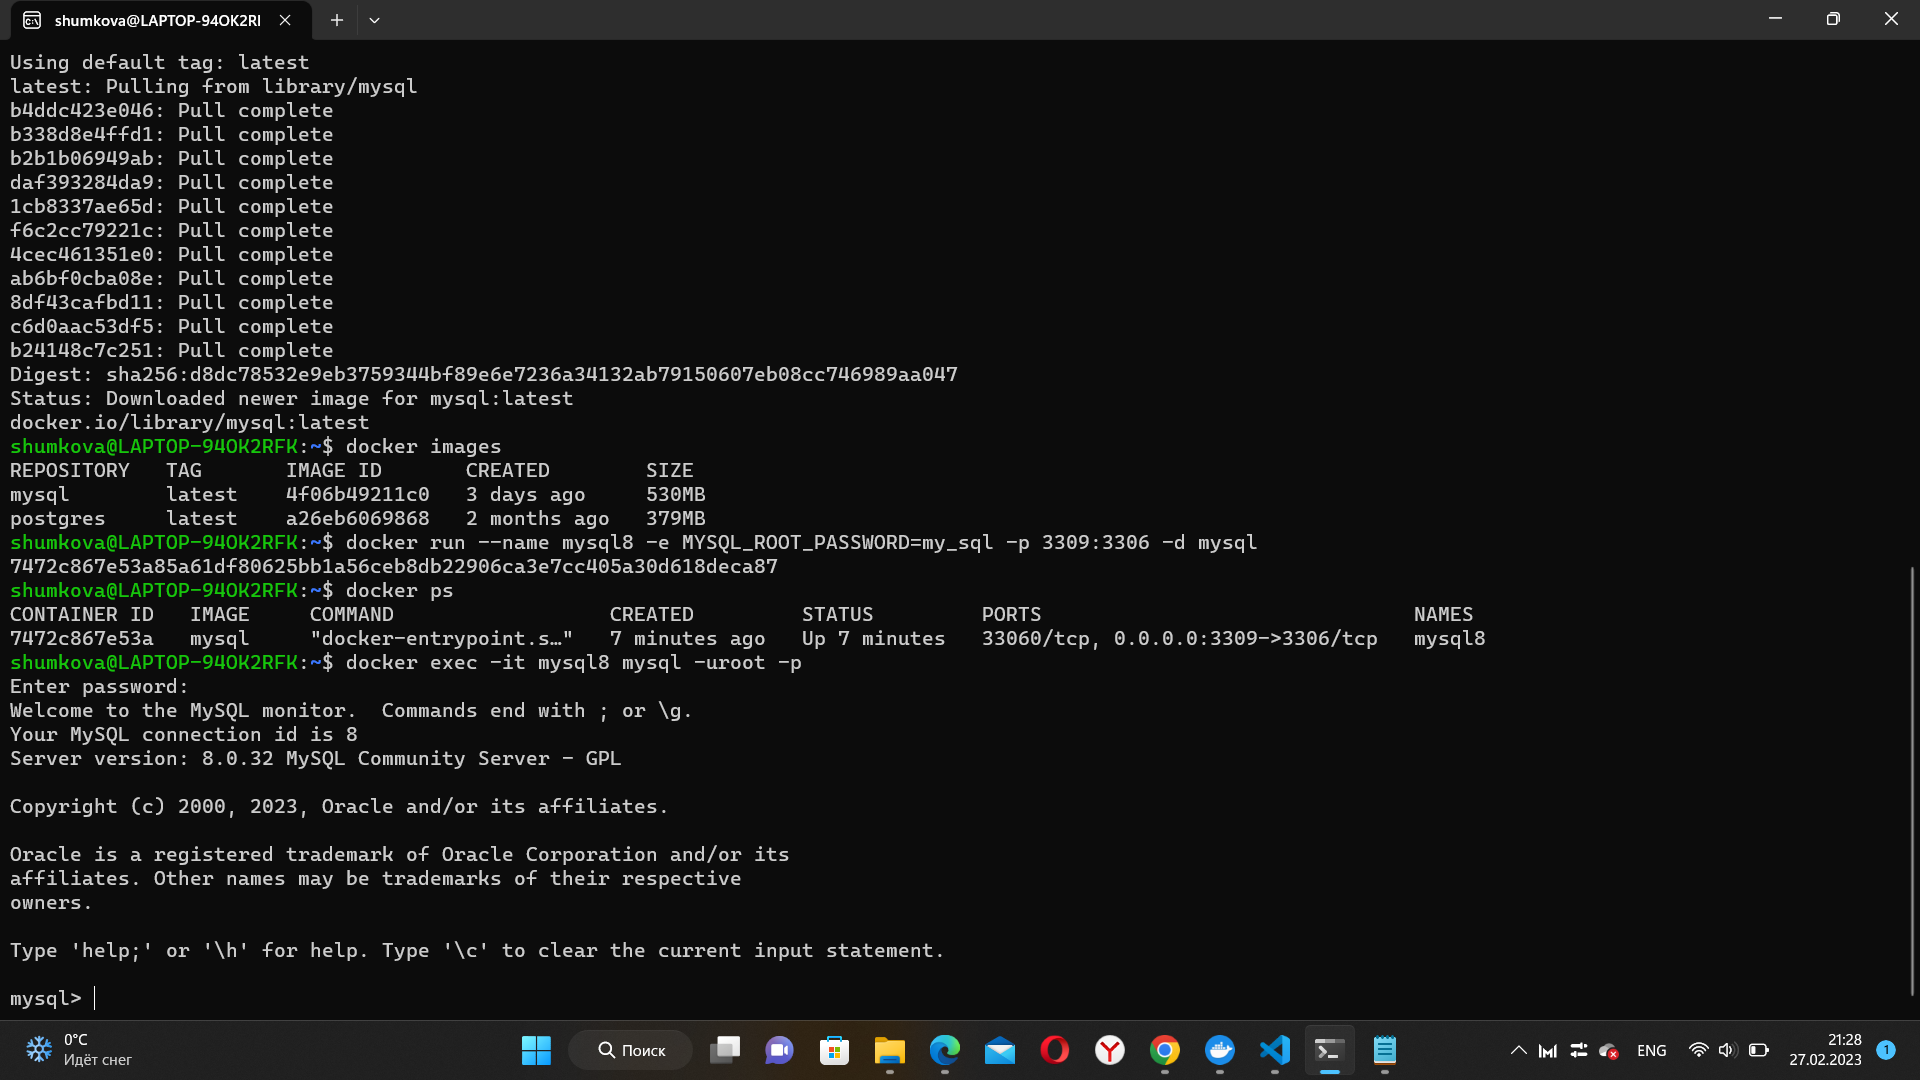 shumkova@LAPTOP-94OK2RI
Using default tag: latest
latest: Pulling from library/mysql
b4ddc423e046: Pull complete
b338d8e4ffd1: Pull complete
b2b1b06949ab: Pull complete
daf393284da9: Pull complete
1cb8337ae65d: Pull complete
f6c2cc79221c: Pull complete
4cec461351e0: Pull complete
ab6bf0cba08e: Pull complete
8df43cafbd11: Pull complete
c6d0aac53df5: Pull complete
b24148c7c251: Pull complete
Digest: sha256:d8dc78532e9eb3759344bf89e6e7236a34132ab79150607eb08cc746989aa047
Status: Downloaded newer image for mysql:latest
docker.io/library/mysql:latest
shumkova@LAPTOP-94OK2RFK:~$ docker images
REPOSITORY   TAG       IMAGE ID       CREATED        SIZE
mysql        latest    4f06b49211c0   3 days ago     530MB
postgres     latest    a26eb6069868   2 months ago   379MB
shumkova@LAPTOP-94OK2RFK:~$ docker run --name mysql8 -e MYSQL_ROOT_PASSWORD=my_sql -p 3309:3306 -d mysql
7472c867e53a85a61df80625bb1a56ceb8db22906ca3e7cc405a30d618deca87
shumkova@LAPTOP-94OK2RFK:~$ docker ps
CONTAINER ID   IMAGE     COMMAND                  CREATED         STATUS         PORTS                               NAMES
7472c867e53a   mysql     "docker-entrypoint.s…"   7 minutes ago   Up 7 minutes   33060/tcp, 0.0.0.0:3309->3306/tcp   mysql8
shumkova@LAPTOP-94OK2RFK:~$ docker exec -it mysql8 mysql -uroot -p
Enter password:
Welcome to the MySQL monitor.  Commands end with ; or \g.
Your MySQL connection id is 8
Server version: 8.0.32 MySQL Community Server - GPL
Copyright (c) 2000, 2023, Oracle and/or its affiliates.
Oracle is a registered trademark of Oracle Corporation and/or its
affiliates. Other names may be trademarks of their respective
owners.
Type 'help;' or '\h' for help. Type '\c' to clear the current input statement.
mysql>
0°C
Идёт снег
Поиск
ENG
21:28
27.02.2023
1